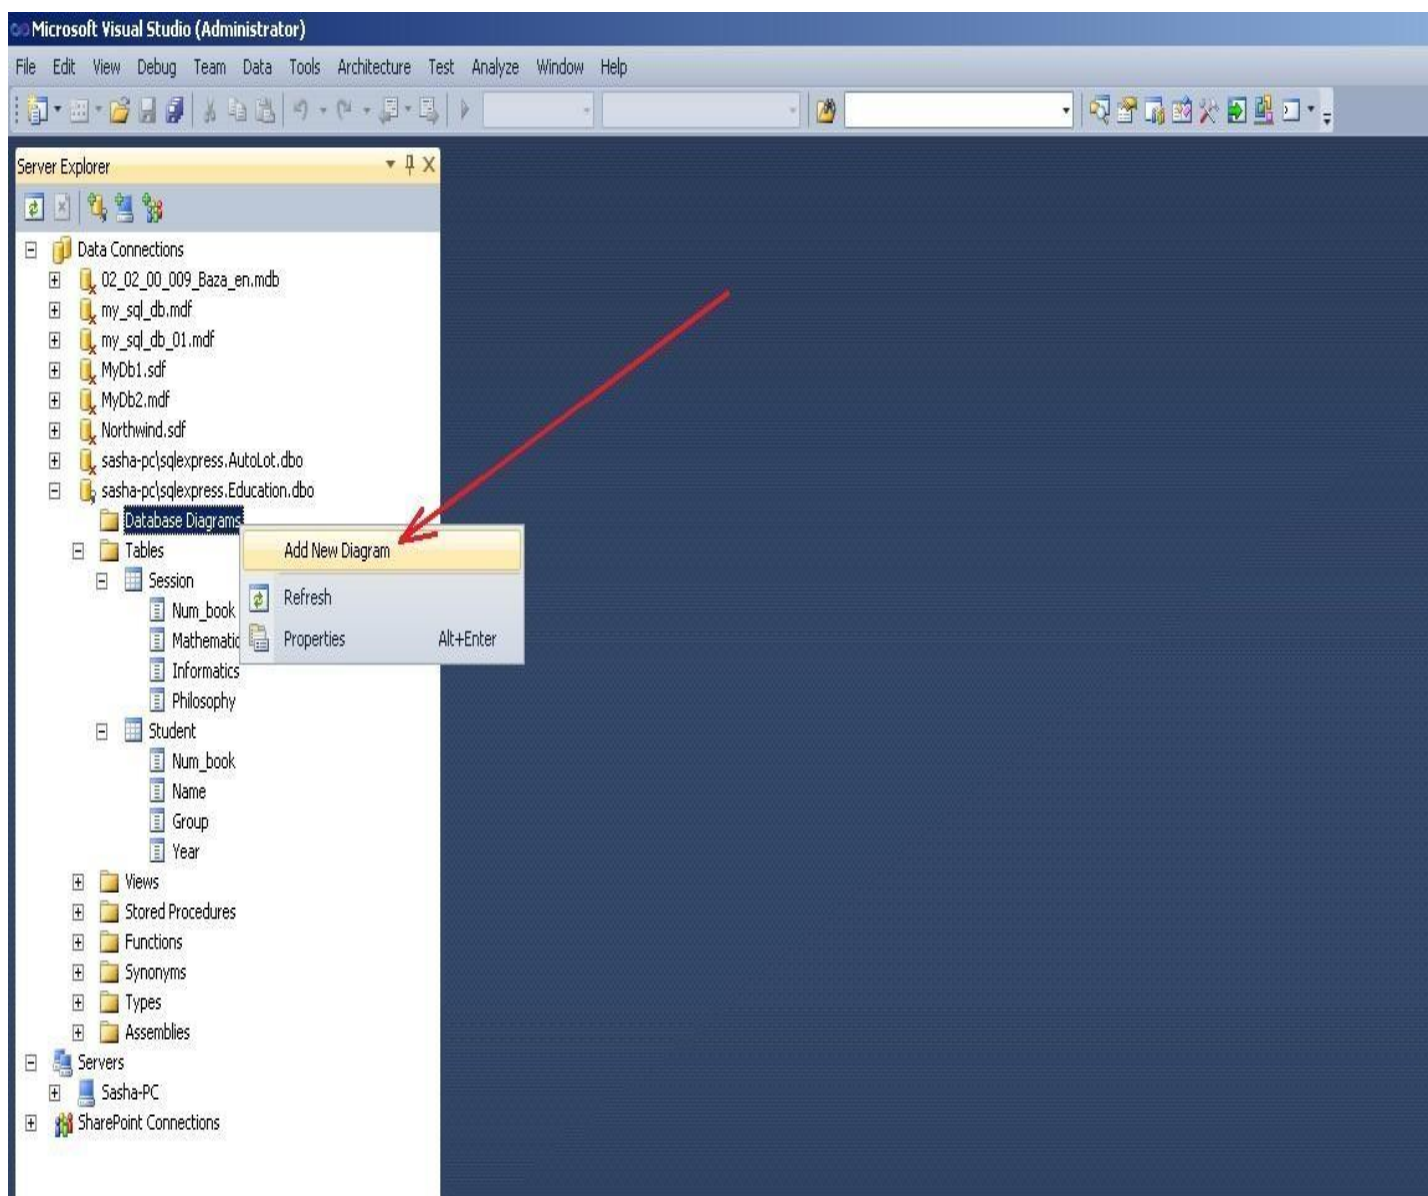 Microsoft Visual Studio (Administrator)
File Edit View Debug Team Data Tools Architecture Test Analyze Window Help
Server Explorer
Data Connections
02_02_00_009_Baza_en.mdb
my_sql_db.mdf
my_sql_db_01.mdf
MyDb1.sdf
MyDb2.mdf
Northwind.sdf
sasha-pc\sqlexpress.AutoLot.dbo
sasha-pc\sqlexpress.Education.dbo
Database Diagrams
Add New Diagram
Refresh
Properties Alt+Enter
Tables
Session
Num_book
Mathematic
Informatics
Philosophy
Student
Num_book
Name
Group
Year
Views
Stored Procedures
Functions
Synonyms
Types
Assemblies
Servers
Sasha-PC
SharePoint Connections